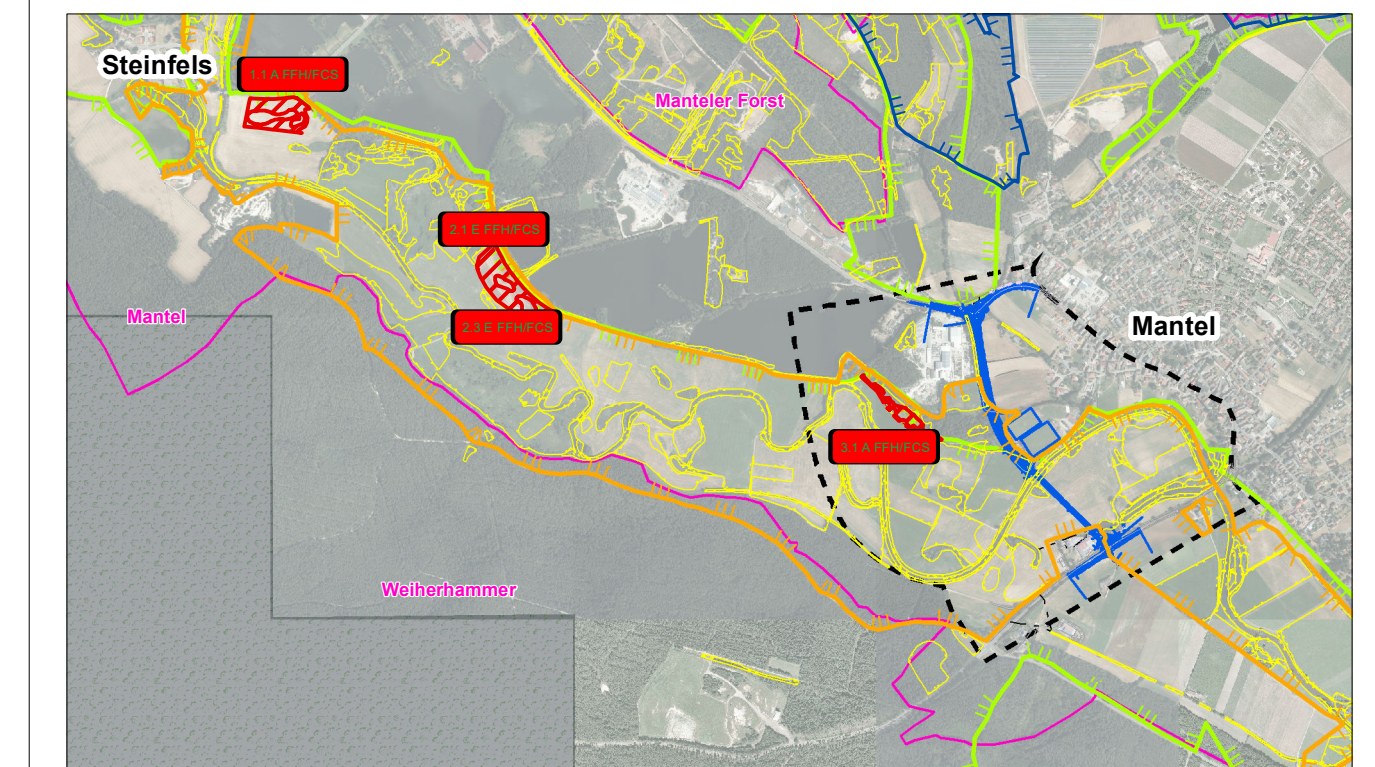 Steinfels
1.1 A FFH/FCS
Manteler Forst
2.1 E FFH/FCS
Mantel
2.3 E FFH/FCS
Mantel
3.1 A FFH/FCS
Weiherhammer